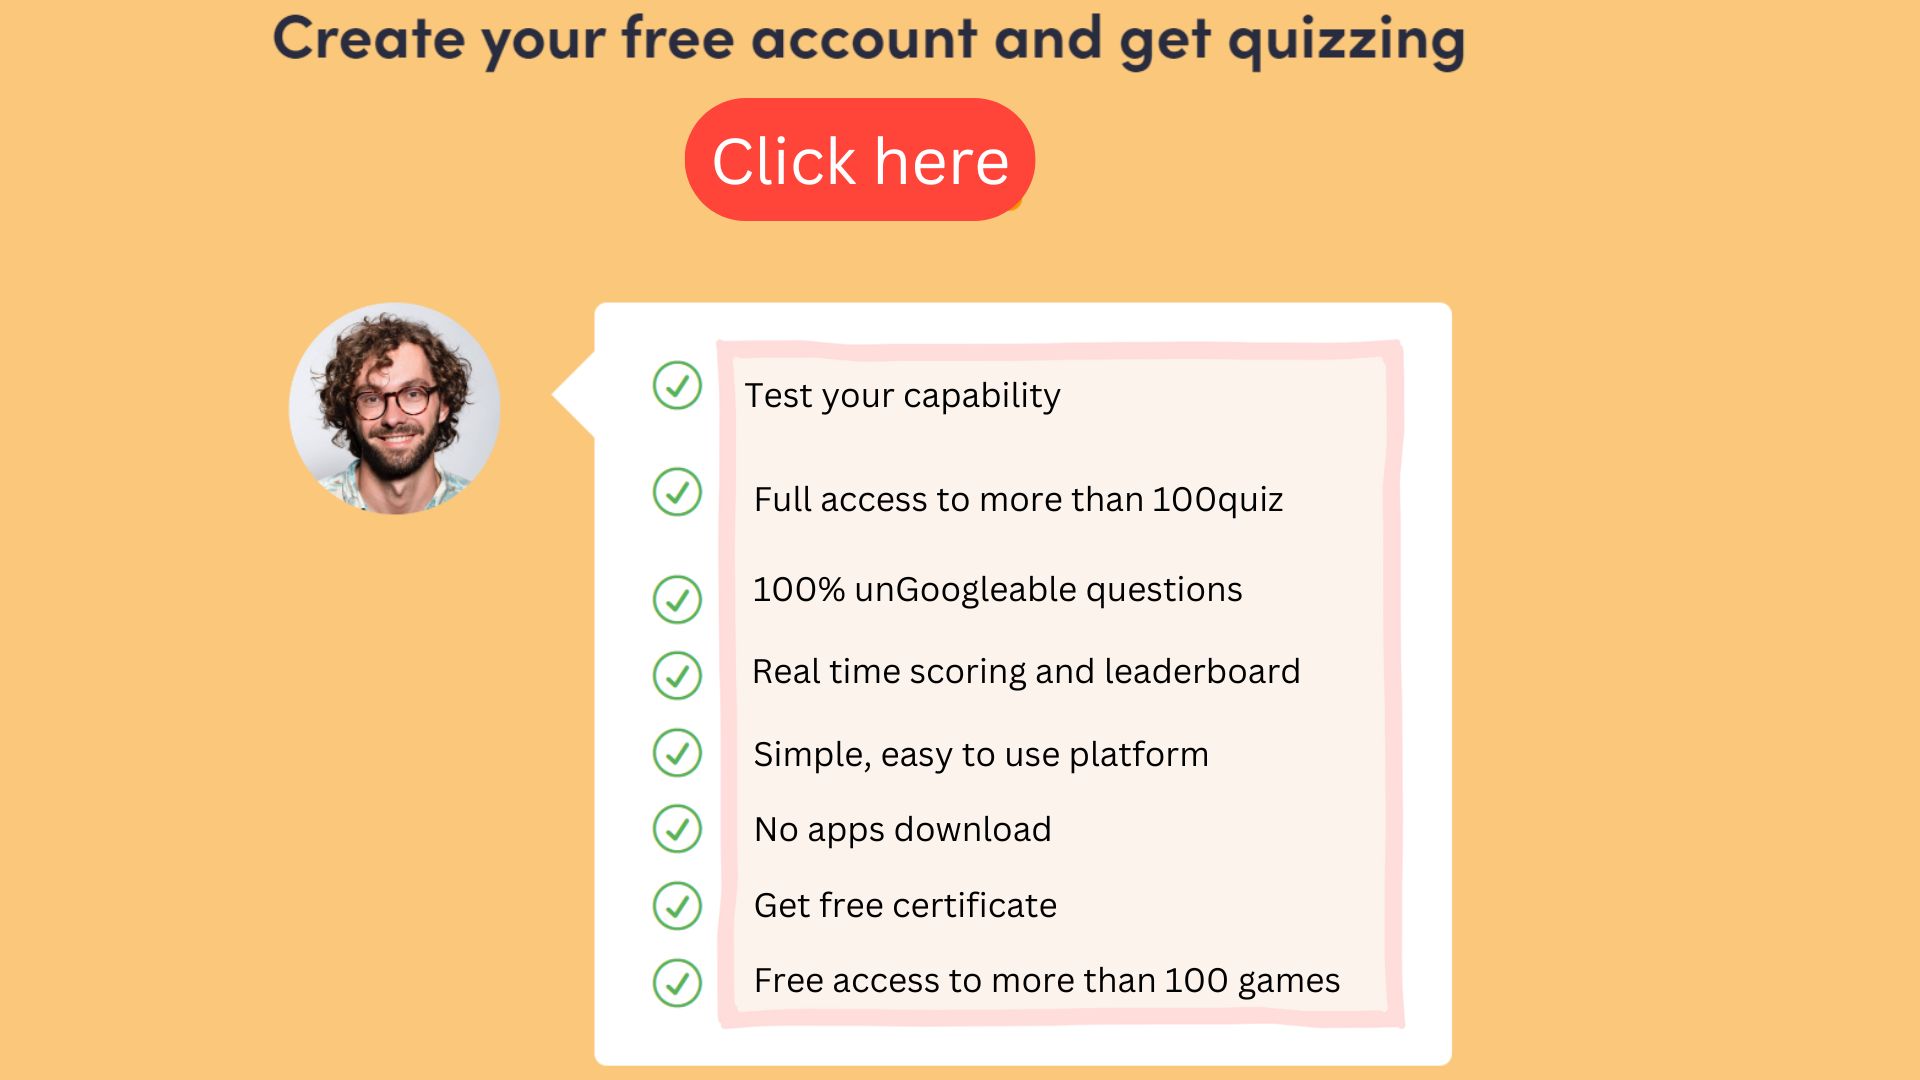 Create your free account and get quizzing
Click here
Test your capability
Full access to more than 100quiz
100% unGoogleable questions
Real time scoring and leaderboard
Simple, easy to use platform
No apps download
Get free certificate
Free access to more than 100 games